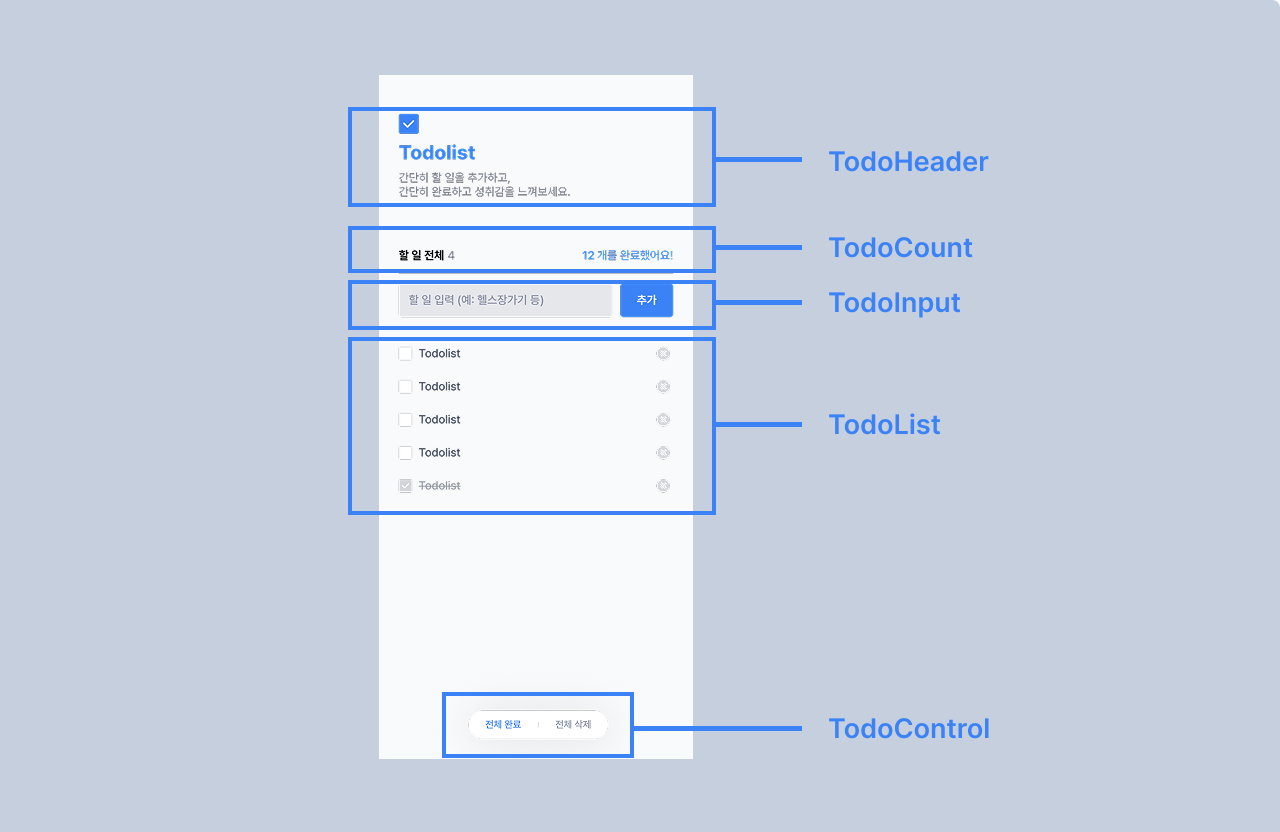 Todolist
간단히 할 일을 추가하고,
간단히 완료하고 성취감을 느껴보세요.
TodoHeader
할 일 전체 4
12 개를 완료했어요!
TodoCount
할 일 입력 (예: 헬스장가기 등)
추가
TodoInput
Todolist
Todolist
Todolist
Todolist
Todolist
TodoList
전체 완료
전체 삭제
TodoControl